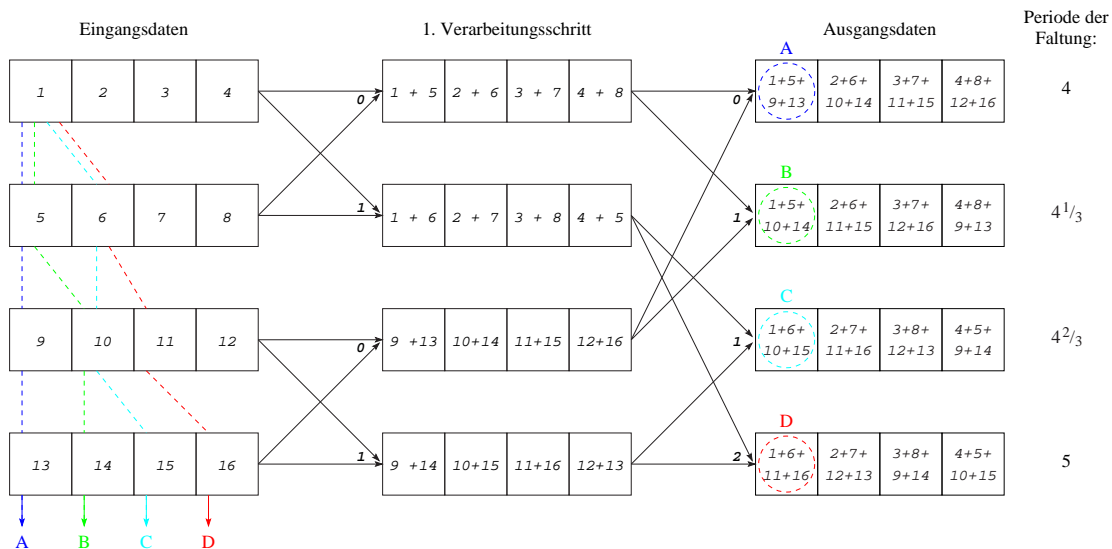 Eingangsdaten 1. Verarbeitungsschritt Ausgangsdaten Periode der
Faltung:
A
1 2 3 4
0
1 + 5 2 + 6 3 + 7 4 + 8
0
1+5+ 2+6+ 3+7+ 4+8+
9+13 10+14 11+15 12+16
4
B
5 6 7 8
1
1 + 6 2 + 7 3 + 8 4 + 5
1
1+5+ 2+6+ 3+7+ 4+8+
10+14 11+15 12+16 9+13
4 1/3
C
9 10 11 12
0
9 +13 10+14 11+15 12+16
1
1+6+ 2+7+ 3+8+ 4+5+
10+15 11+16 12+13 9+14
4 2/3
D
13 14 15 16
1
9 +14 10+15 11+16 12+13
2
1+6+ 2+7+ 3+8+ 4+5+
11+16 12+13 9+14 10+15
5
A B C D